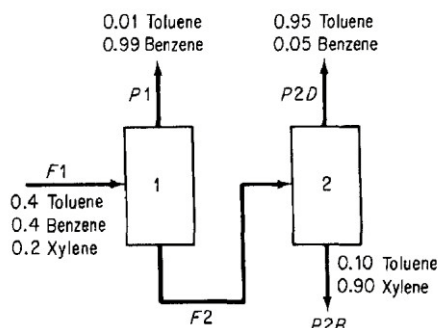 0.01 Toluene
0.99 Benzene
0.95 Toluene
0.05 Benzene
P1
P2D
F1
1
2
0.4 Toluene
0.4 Benzene
0.2 Xylene
0.10 Toluene
0.90 Xylene
F2
P2B